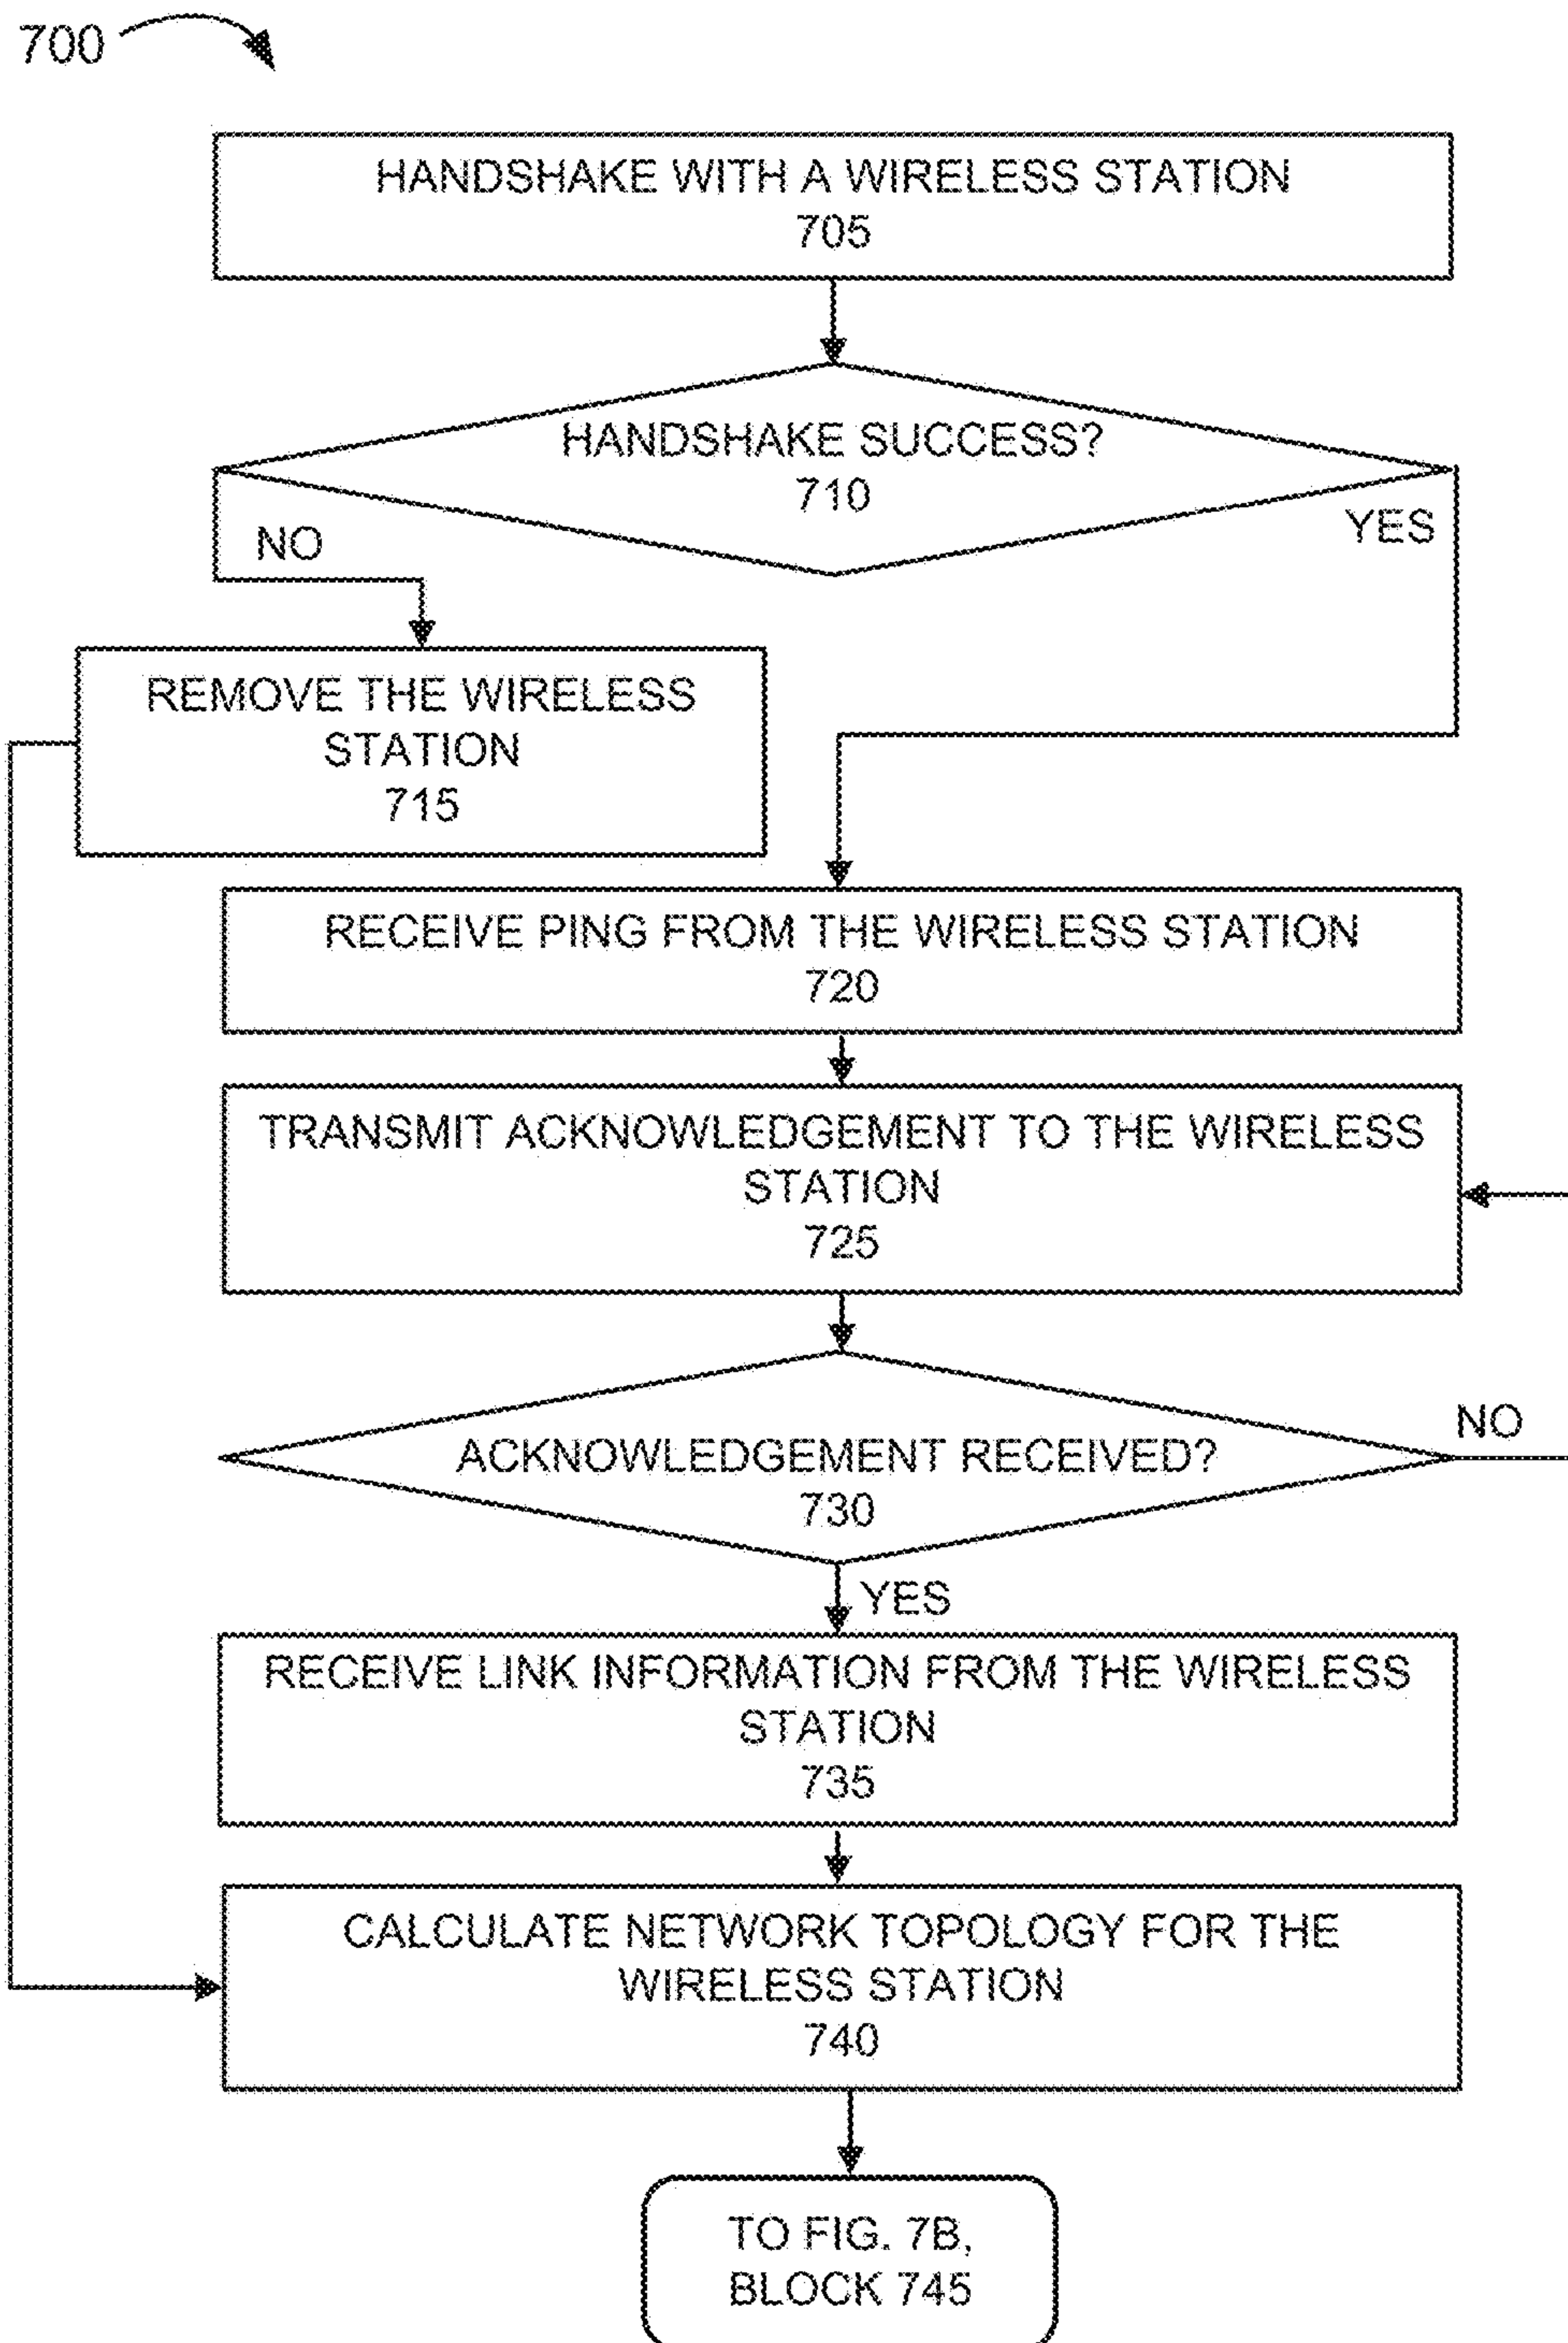 700
HANDSHAKE WITH A WIRELESS STATION
705
HANDSHAKE SUCCESS?
710
NO
YES
REMOVE THE WIRELESS
STATION
715
RECEIVE PING FROM THE WIRELESS STATION
720
TRANSMIT ACKNOWLEDGEMENT TO THE WIRELESS
STATION
725
NO
ACKNOWLEDGEMENT RECEIVED?
730
YES
RECEIVE LINK INFORMATION FROM THE WIRELESS
STATION
735
CALCULATE NETWORK TOPOLOGY FOR THE
WIRELESS STATION
740
TO FIG. 7B,
BLOCK 745